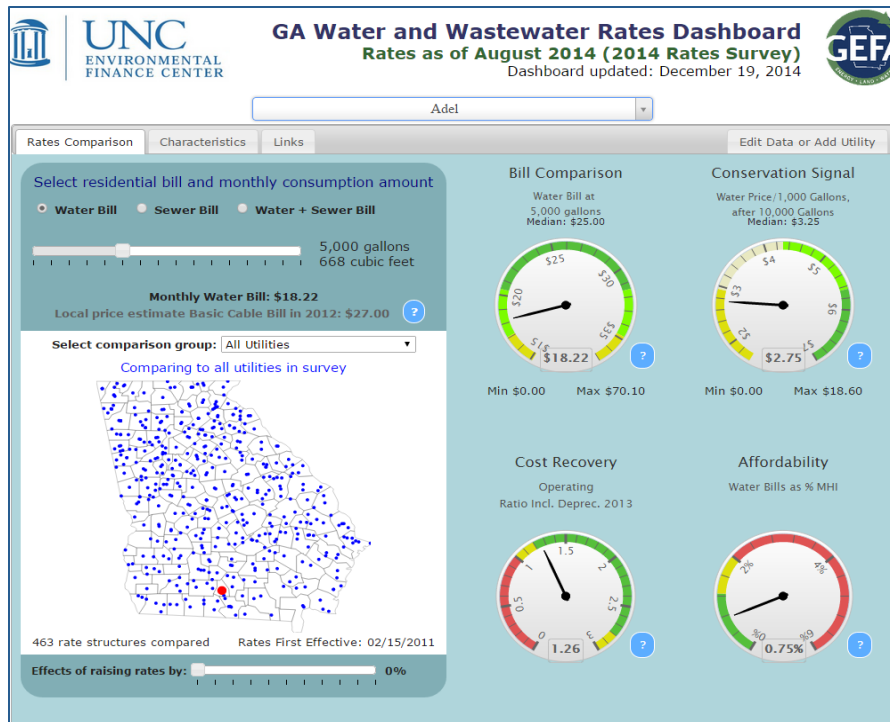 UNC
ENVIRONMENTAL
FINANCE CENTER
GA Water and Wastewater Rates Dashboard
Rates as of August 2014 (2014 Rates Survey)
Dashboard updated: December 19, 2014
GEFA
Adel
Rates Comparison
Characteristics
Links
Edit Data or Add Utility
Select residential bill and monthly consumption amount
Water Bill
Sewer Bill
Water + Sewer Bill
5,000 gallons
668 cubic feet
Monthly Water Bill: $18.22
Local price estimate Basic Cable Bill in 2012: $27.00
?
Select comparison group: All Utilities
Comparing to all utilities in survey
463 rate structures compared
Rates First Effective: 02/15/2011
Effects of raising rates by:
0%
Bill Comparison
Water Bill at
5,000 gallons
Median: $25.00
$15
$20
$25
$30
$35
$18.22
?
Min $0.00
Max $70.10
Conservation Signal
Water Price/1,000 Gallons,
after 10,000 Gallons
Median: $3.25
$2
$3
$4
$5
$6
$7
$2.75
?
Min $0.00
Max $18.60
Cost Recovery
Operating
Ratio Incl. Deprec. 2013
0
0.5
1
1.5
2
2.5
3
1.26
?
Affordability
Water Bills as % MHI
0%
2%
4%
6%
0.75%
?